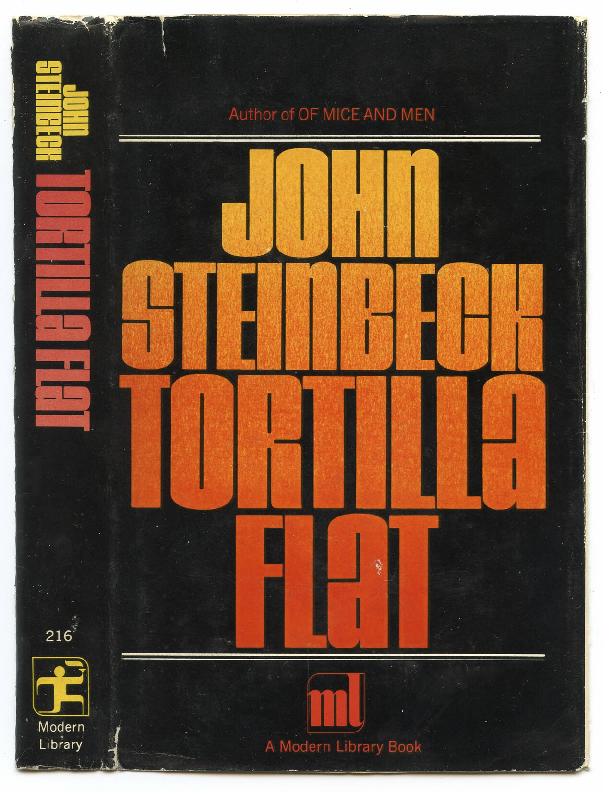 JOHN
STEINBECK
TORTILLa FLaT
216
Modern
Library
Author of OF MICE AND MEN
JOHN
STEINBECK
TORTILLa
FLaT
ml
A Modern Library Book